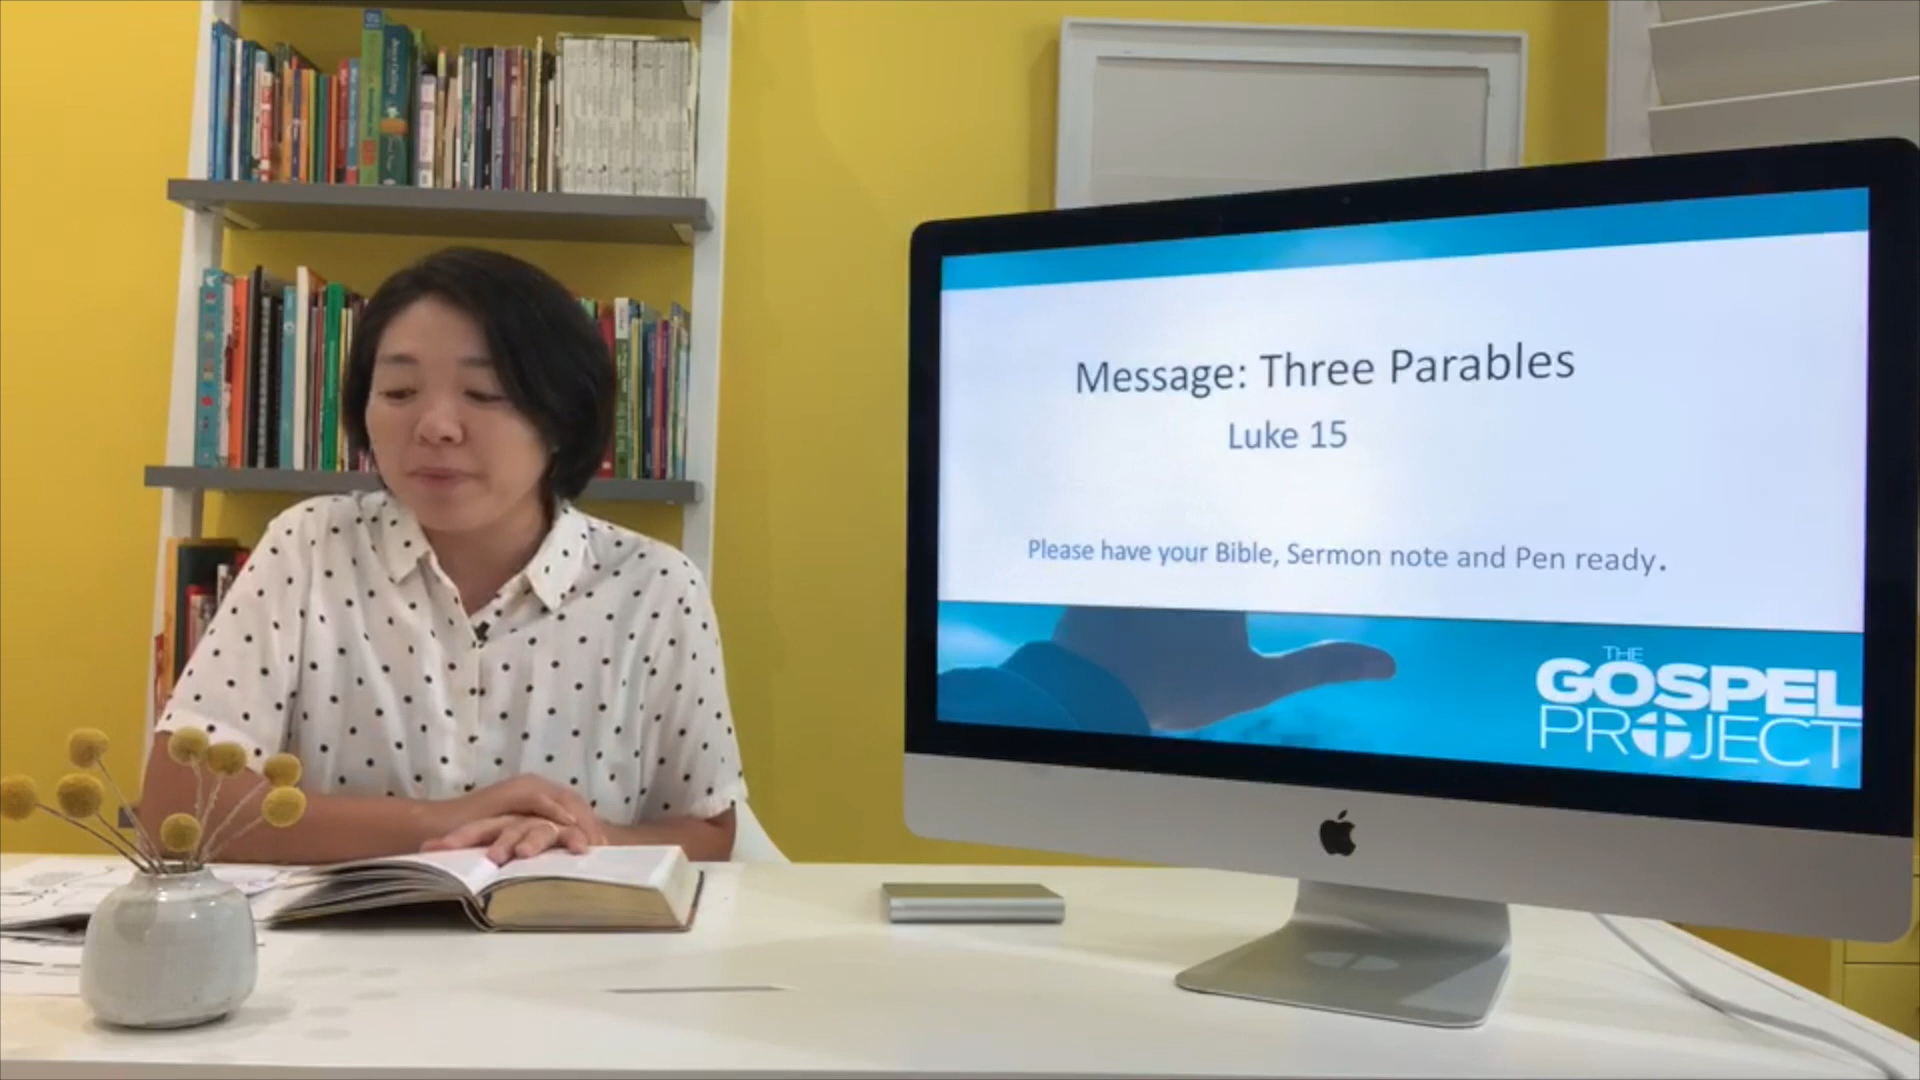 Message: Three Parables
Luke 15
Please have your Bible, Sermon note and Pen ready.
THE
GOSPEL
PROJECT